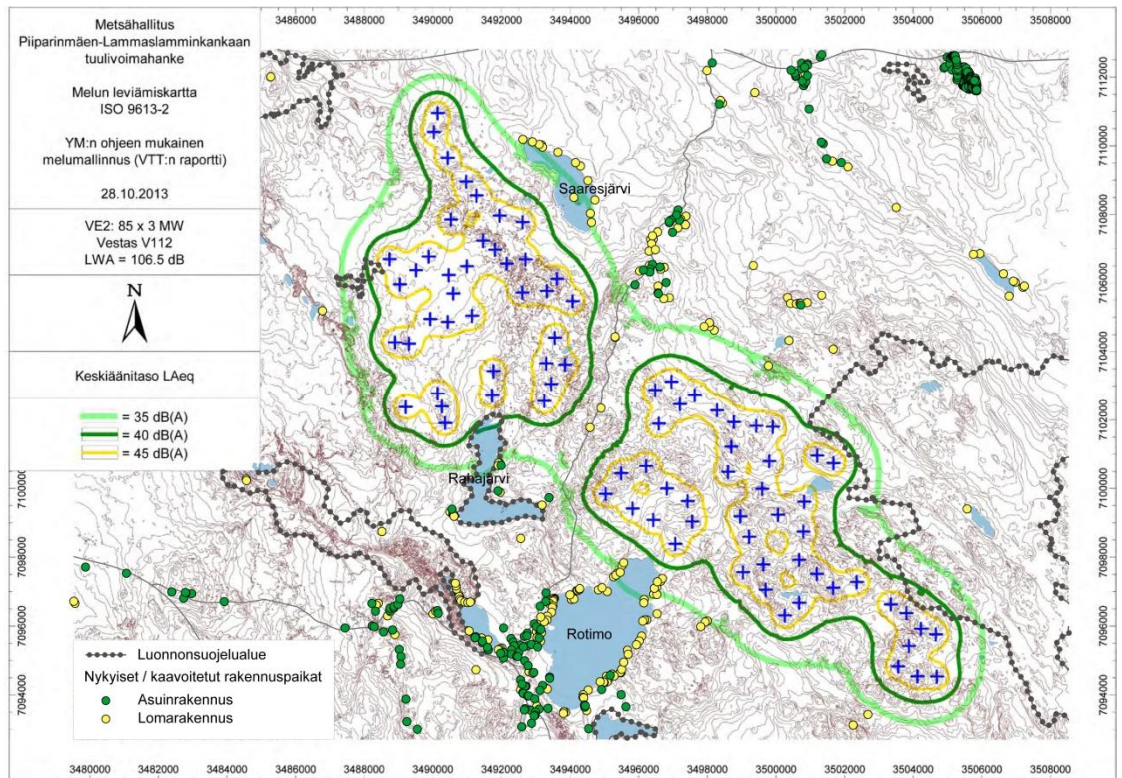 Metsähallitus
Piiparinmäen-Lammaslamminkankaan
tuulivoimahanke
Melun leviämiskartta
ISO 9613-2
YM:n ohjeen mukainen
melumallinnus (VTT:n raportti)
28.10.2013
VE2: 85 x 3 MW
Vestas V112
LWA = 106.5 dB
N
Keskiäänitaso LAeq
= 35 dB(A)
= 40 dB(A)
= 45 dB(A)
3486000 3488000 3490000 3492000 3494000 3496000 3498000 3500000 3502000 3504000 3506000 3508000
7112000
7110000
7108000
7106000
7104000
7102000
7100000
7098000
7096000
7094000
Saaresjärvi
Rahajärvi
Rotimo
7100000
7098000
7096000
7094000
Luonnonsuojelualue
Nykyiset / kaavoitetut rakennuspaikat
Asuinrakennus
Lomarakennus
3480000 3482000 3484000 3486000 3488000 3490000 3492000 3494000 3496000 3498000 3500000 3502000 3504000 3506000 3508000